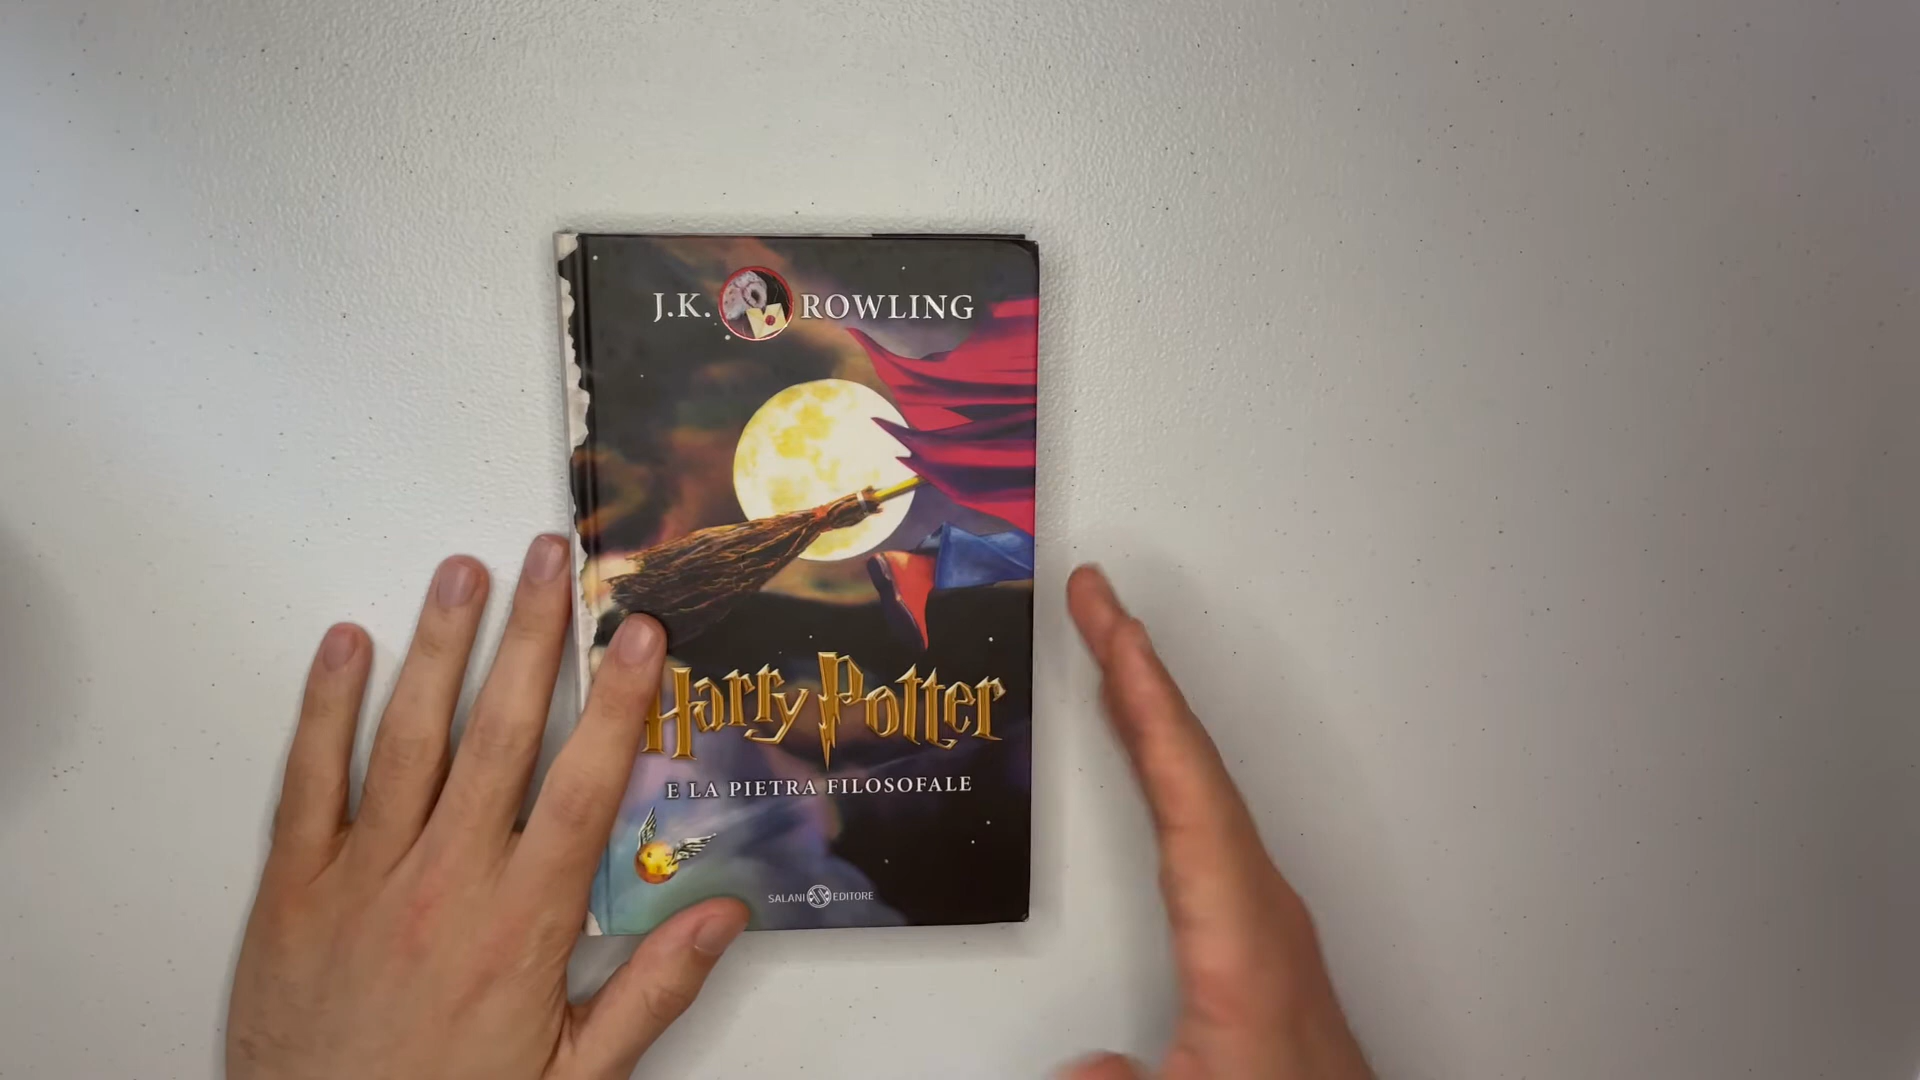 J.K. ROWLING
Harry Potter
E LA PIETRA FILOSOFALE
SALANI EDITORE